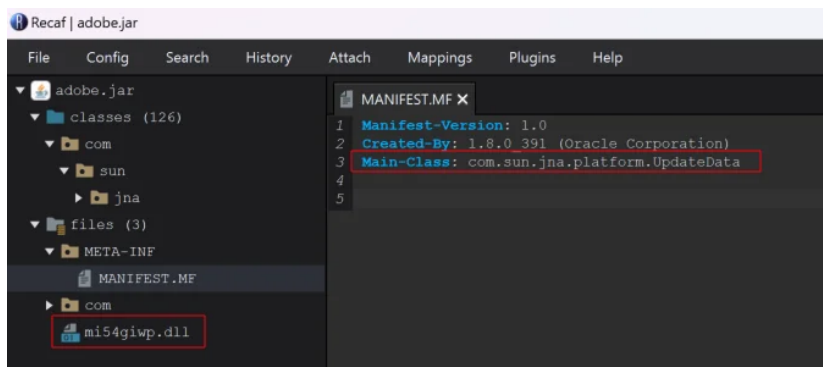 Recaf | adobe.jar
File Config Search History Attach Mappings Plugins Help
adobe.jar
classes (126)
com
sun
jna
files (3)
META-INF
MANIFEST.MF
com
mi54giwp.dll
MANIFEST.MF
1 Manifest-Version: 1.0
2 Created-By: 1.8.0_391 (Oracle Corporation)
3 Main-Class: com.sun.jna.platform.UpdateData
4
5